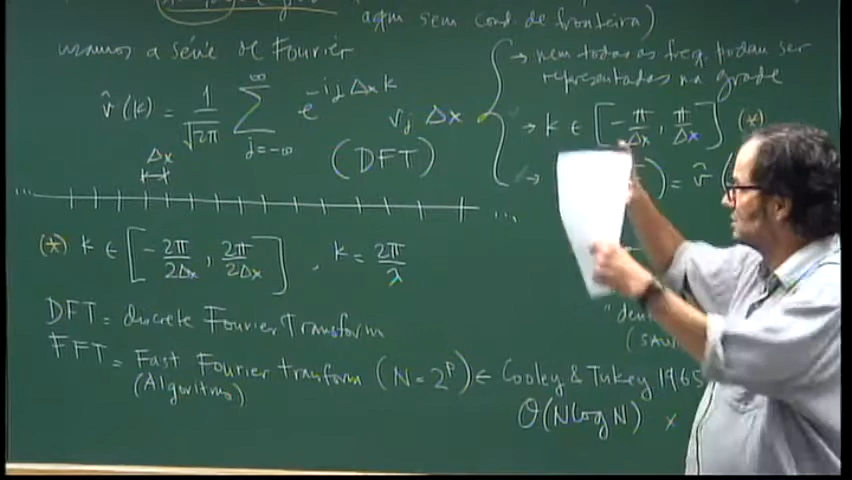 aqui sem cond. de fronteira)
usamos a série de Fourier
v̂(k) = 1/√2π ∑_{j=-∞}^{∞} e^{-ijΔxk} v_j Δx
(DFT)
→ nem todas as freq. podem ser
representadas na grade
→ k ∈ [-π/Δx, π/Δx] (*)
) = v̂(
Δx
... ...
(*) k ∈ [-2π/2Δx, 2π/2Δx], k = 2π/λ
DFT = discrete Fourier Transform
FFT = Fast Fourier transform (N = 2^p) ∈ Cooley & Tukey 1965
(Algoritmo)
O(N log N) x